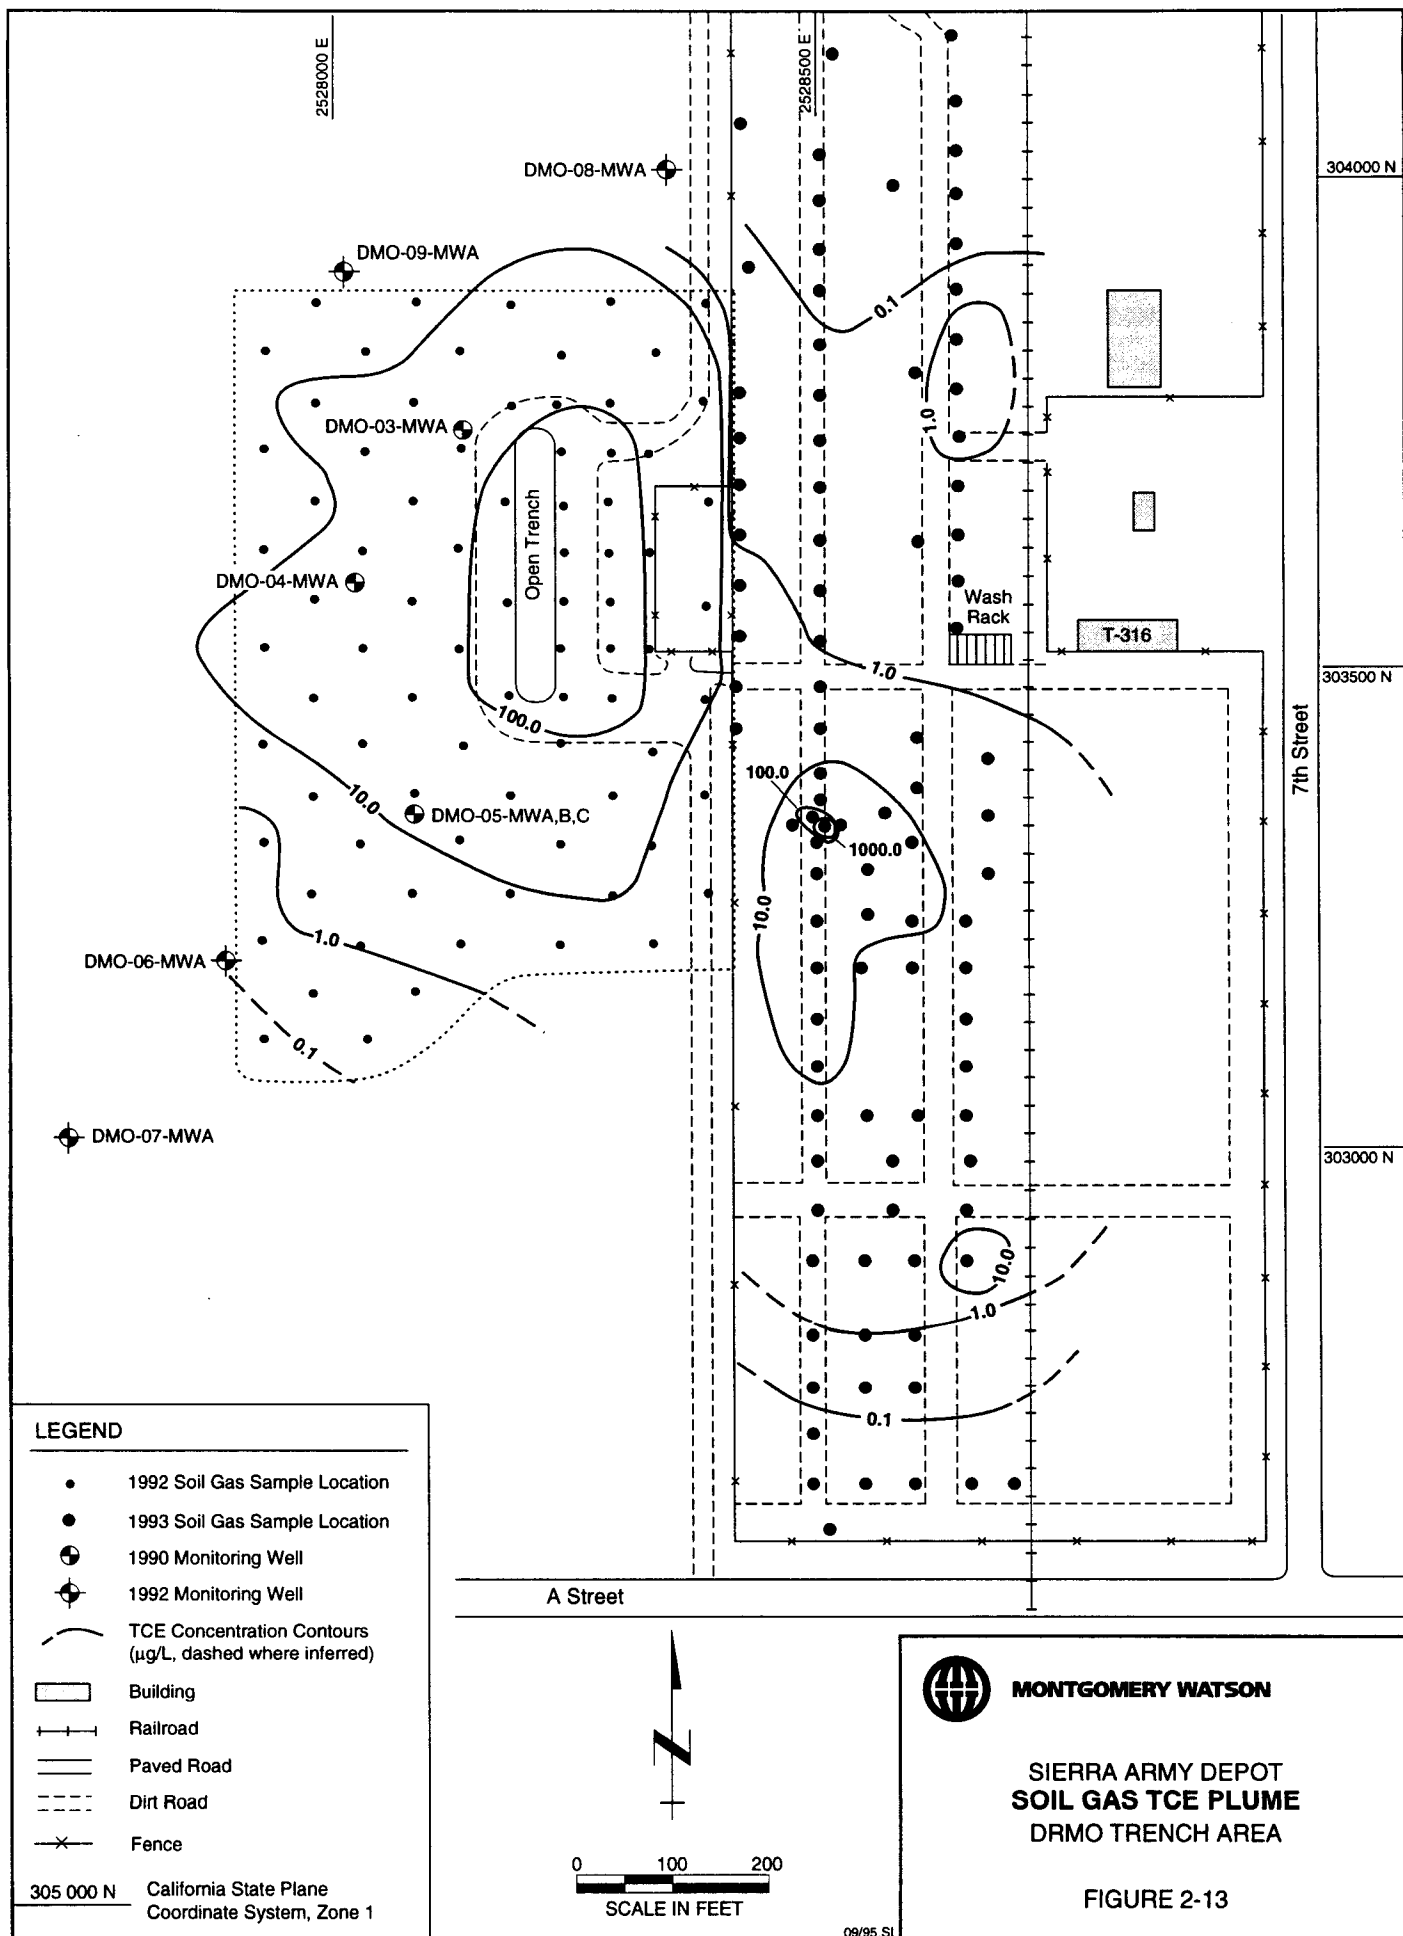 2528000 E
2528500 E
DMO-08-MWA
304000 N
DMO-09-MWA
0.1
1.0
DMO-03-MWA
Open Trench
DMO-04-MWA
Wash
Rack
T-316
1.0
303500 N
100.0
7th Street
100.0
10.0
DMO-05-MWA,B,C
1000.0
10.0
1.0
DMO-06-MWA
0.1
DMO-07-MWA
303000 N
10.0
1.0
0.1
A Street
LEGEND
1992 Soil Gas Sample Location
1993 Soil Gas Sample Location
1990 Monitoring Well
1992 Monitoring Well
TCE Concentration Contours
(µg/L, dashed where inferred)
Building
Railroad
Paved Road
Dirt Road
Fence
305 000 N
California State Plane
Coordinate System, Zone 1
N
0 100 200
SCALE IN FEET
MONTGOMERY WATSON
SIERRA ARMY DEPOT
SOIL GAS TCE PLUME
DRMO TRENCH AREA
FIGURE 2-13
09/95 SI